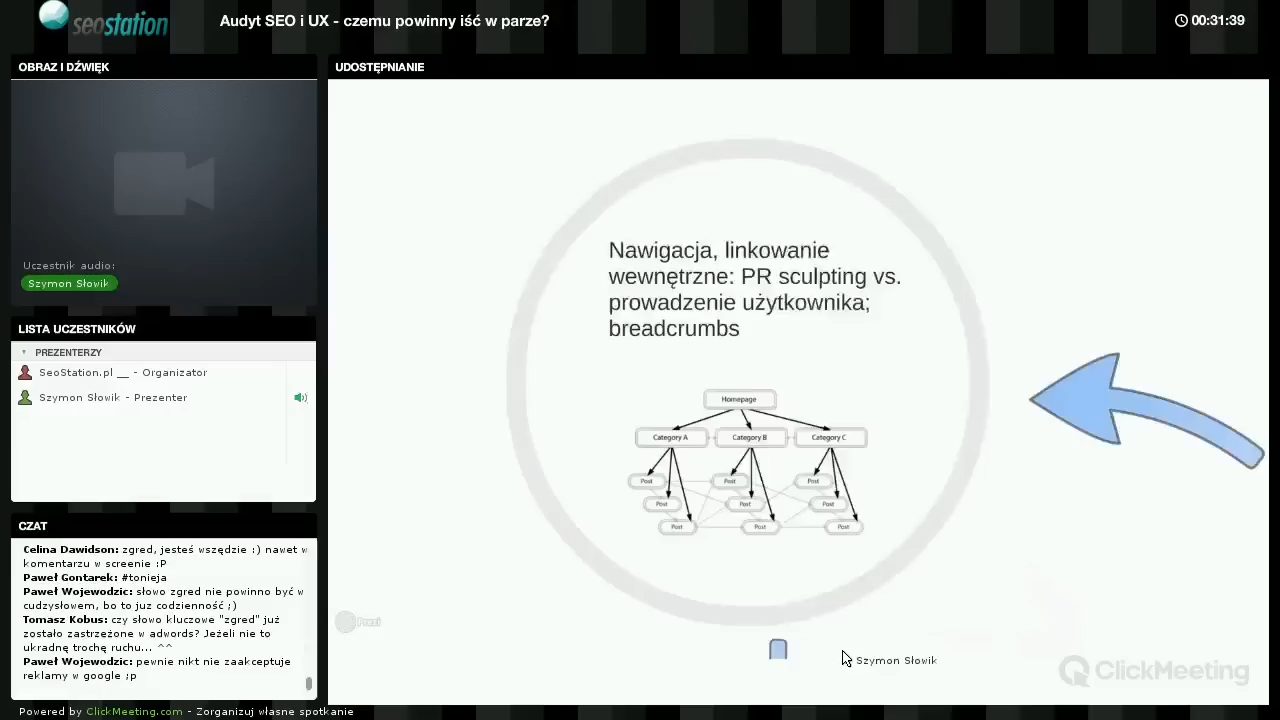 seostation
Audyt SEO i UX - czemu powinny iść w parze?
00:31:39
OBRAZ I DŹWIĘK
Uczestnik audio:
Szymon Słowik
LISTA UCZESTNIKÓW
PREZENTERZY
SeoStation.pl __ - Organizator
Szymon Słowik - Prezenter
CZAT
Celina Dawidson: zgred, jesteś wszędzie :) nawet w
komentarzu w screenie :P
Paweł Gontarek: #tonieja
Paweł Wojewodzic: słowo zgred nie powinno być w
cudzysłowem, bo to juz codzienność ;)
Tomasz Kobus: czy słowo kluczowe "zgred" już
zostało zastrzeżone w adwords? Jeżeli nie to
ukradnę trochę ruchu... ^^
Paweł Wojewodzic: pewnie nikt nie zaakceptuje
reklamy w google ;p
UDOSTĘPNIANIE
Nawigacja, linkowanie
wewnętrzne: PR sculpting vs.
prowadzenie użytkownika;
breadcrumbs
Homepage
Category A
Category B
Category C
Post
Post
Post
Post
Post
Post
Post
Post
Post
Prezi
Szymon Słowik
ClickMeeting
Powered by ClickMeeting.com - Zorganizuj własne spotkanie